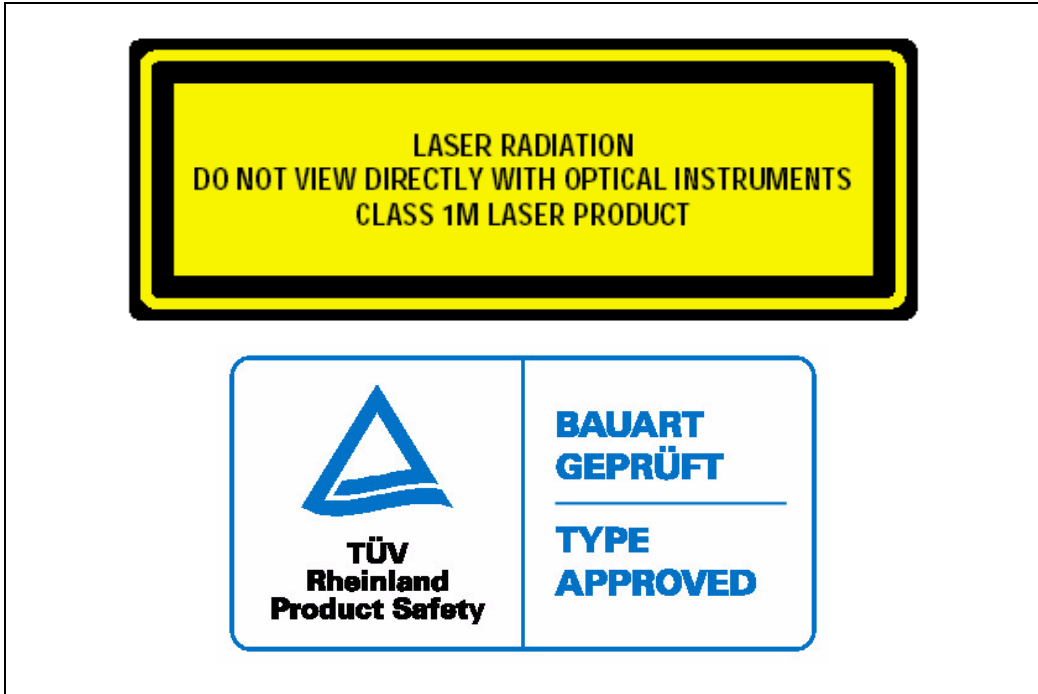 LASER RADIATION
DO NOT VIEW DIRECTLY WITH OPTICAL INSTRUMENTS
CLASS 1M LASER PRODUCT
TÜV
Rheinland
Product Safety
BAUART
GEPRÜFT
TYPE
APPROVED